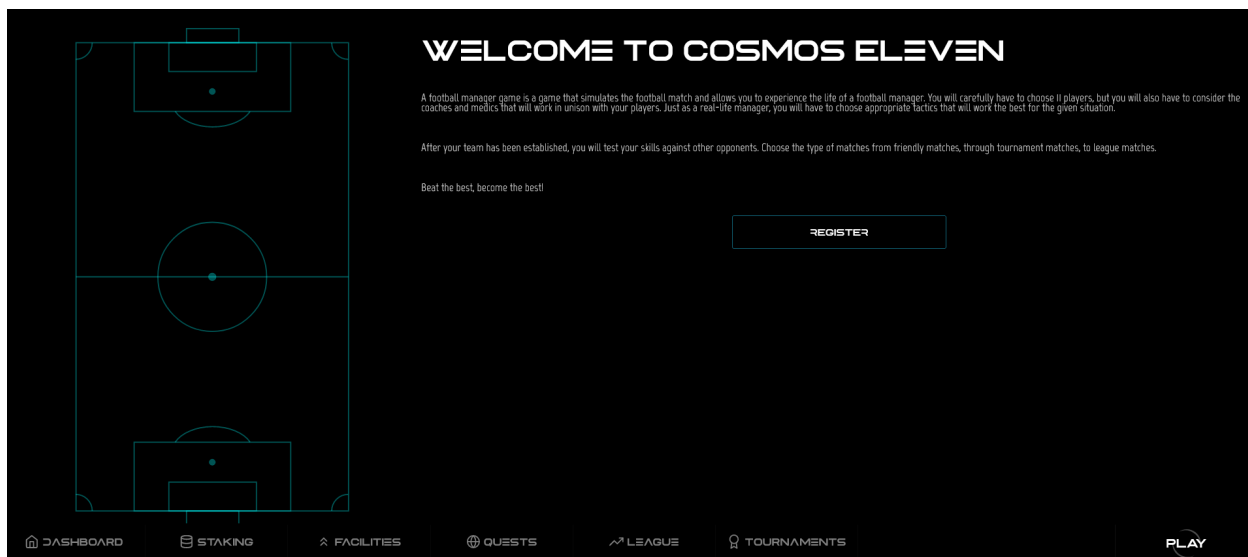 WELCOME TO COSMOS ELEVEN
A football manager game is a game that simulates the football match and allows you to experience the life of a football manager. You will carefully have to choose 11 players, but you will also have to consider the
coaches and medics that will work in unison with your players. Just as a real-life manager, you will have to choose appropriate tactics that will work the best for the given situation.
After your team has been established, you will test your skills against other opponents. Choose the type of matches from friendly matches, through tournament matches, to league matches.
Beat the best, become the best!
REGISTER
DASHBOARD
STAKING
FACILITIES
QUESTS
LEAGUE
TOURNAMENTS
PLAY